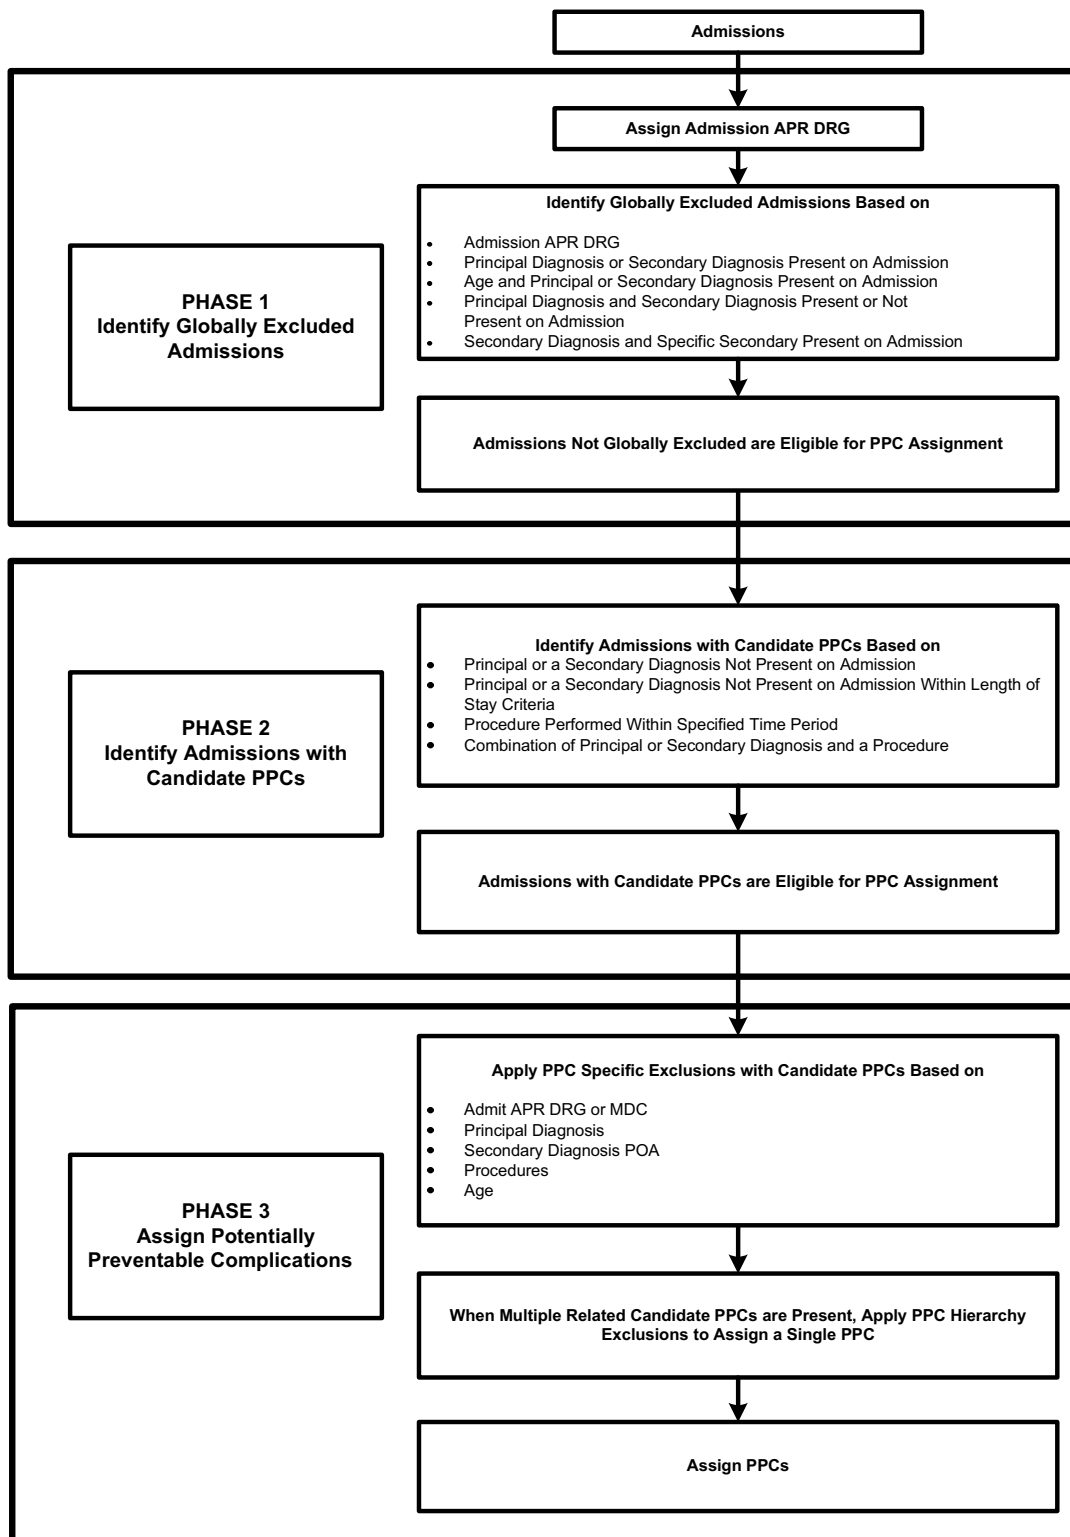 Admissions
Assign Admission APR DRG
Identify Globally Excluded Admissions Based on
• Admission APR DRG
• Principal Diagnosis or Secondary Diagnosis Present on Admission
• Age and Principal or Secondary Diagnosis Present on Admission
• Principal Diagnosis and Secondary Diagnosis Present or Not
Present on Admission
• Secondary Diagnosis and Specific Secondary Present on Admission
PHASE 1
Identify Globally Excluded
Admissions
Admissions Not Globally Excluded are Eligible for PPC Assignment
Identify Admissions with Candidate PPCs Based on
• Principal or a Secondary Diagnosis Not Present on Admission
• Principal or a Secondary Diagnosis Not Present on Admission Within Length of
Stay Criteria
• Procedure Performed Within Specified Time Period
• Combination of Principal or Secondary Diagnosis and a Procedure
PHASE 2
Identify Admissions with
Candidate PPCs
Admissions with Candidate PPCs are Eligible for PPC Assignment
Apply PPC Specific Exclusions with Candidate PPCs Based on
• Admit APR DRG or MDC
• Principal Diagnosis
• Secondary Diagnosis POA
• Procedures
• Age
PHASE 3
Assign Potentially
Preventable Complications
When Multiple Related Candidate PPCs are Present, Apply PPC Hierarchy
Exclusions to Assign a Single PPC
Assign PPCs